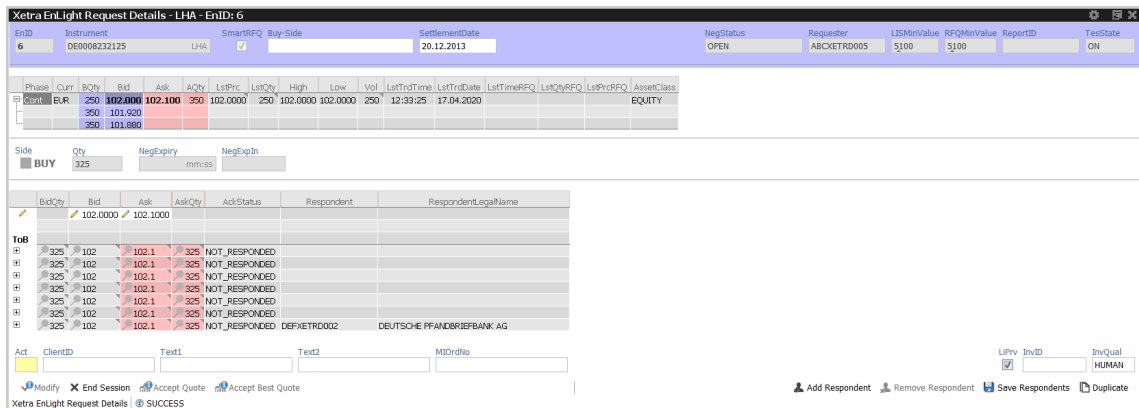 Xetra EnLight Request Details - LHA - EnID: 6
EnID Instrument SmartRFQ Buy-Side SettlementDate NegStatus Requester LISMinValue RFQMinValue ReportID TesState
6 DE0008232125 LHA 20.12.2013 OPEN ABCXETRD005 5100 5100 ON
Phase Curr BQty Bid Ask AQty LstPrc LstQty High Low Vol LstTrdTime LstTrdDate LstTimeRFQ LstQtyRFQ LstPrcRFQ AssetClass
Cont EUR 250 102.000 102.100 350 102.0000 250 102.0000 102.0000 250 12:33:25 17.04.2020 EQUITY
350 101.920
350 101.880
Side Qty NegExpiry NegExpIn
BUY 325 mm:ss
BidQty Bid Ask AskQty AckStatus Respondent RespondentLegalName
102.0000 102.1000
ToB
325 102 102.1 325 NOT_RESPONDED
325 102 102.1 325 NOT_RESPONDED
325 102 102.1 325 NOT_RESPONDED
325 102 102.1 325 NOT_RESPONDED
325 102 102.1 325 NOT_RESPONDED
325 102 102.1 325 NOT_RESPONDED
325 102 102.1 325 NOT_RESPONDED DEFXETRD002 DEUTSCHE PFANDBRIEFBANK AG
Act ClientID Text1 Text2 MIOrdNo LiPrv InvID InvQual
HUMAN
Modify End Session Accept Quote Accept Best Quote Add Respondent Remove Respondent Save Respondents Duplicate
Xetra EnLight Request Details SUCCESS